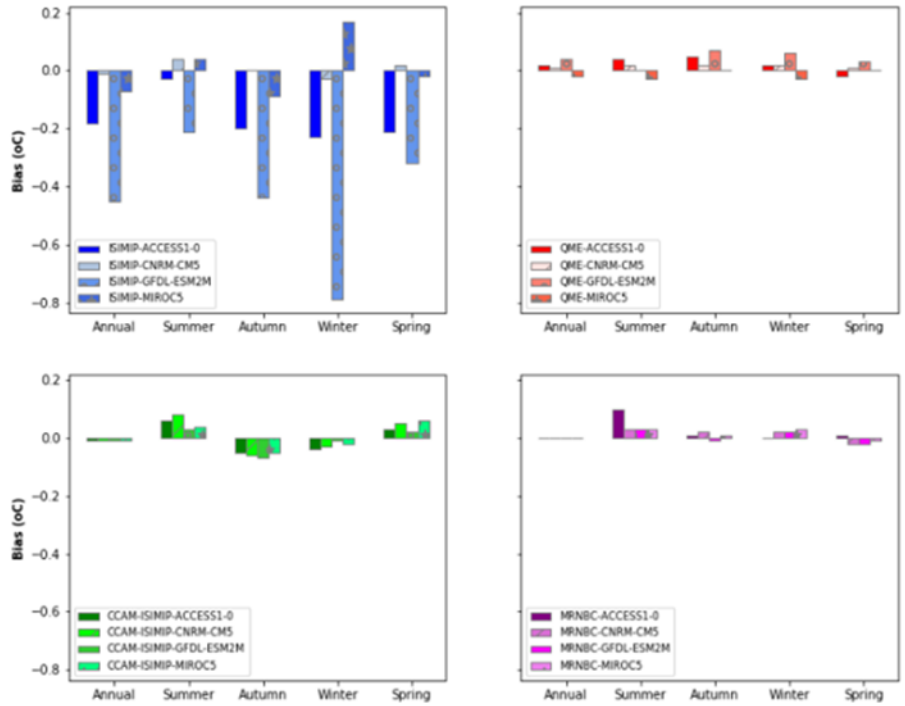 0.2
0.0
−0.2
−0.4
−0.6
−0.8
Bias (oC)
ISIMIP-ACCESS1-0
ISIMIP-CNRM-CM5
ISIMIP-GFDL-ESM2M
ISIMIP-MIROC5
Annual Summer Autumn Winter Spring
QME-ACCESS1-0
QME-CNRM-CM5
QME-GFDL-ESM2M
QME-MIROC5
Annual Summer Autumn Winter Spring
0.2
0.0
−0.2
−0.4
−0.6
−0.8
Bias (oC)
CCAM-ISIMIP-ACCESS1-0
CCAM-ISIMIP-CNRM-CM5
CCAM-ISIMIP-GFDL-ESM2M
CCAM-ISIMIP-MIROC5
Annual Summer Autumn Winter Spring
MRNBC-ACCESS1-0
MRNBC-CNRM-CM5
MRNBC-GFDL-ESM2M
MRNBC-MIROC5
Annual Summer Autumn Winter Spring